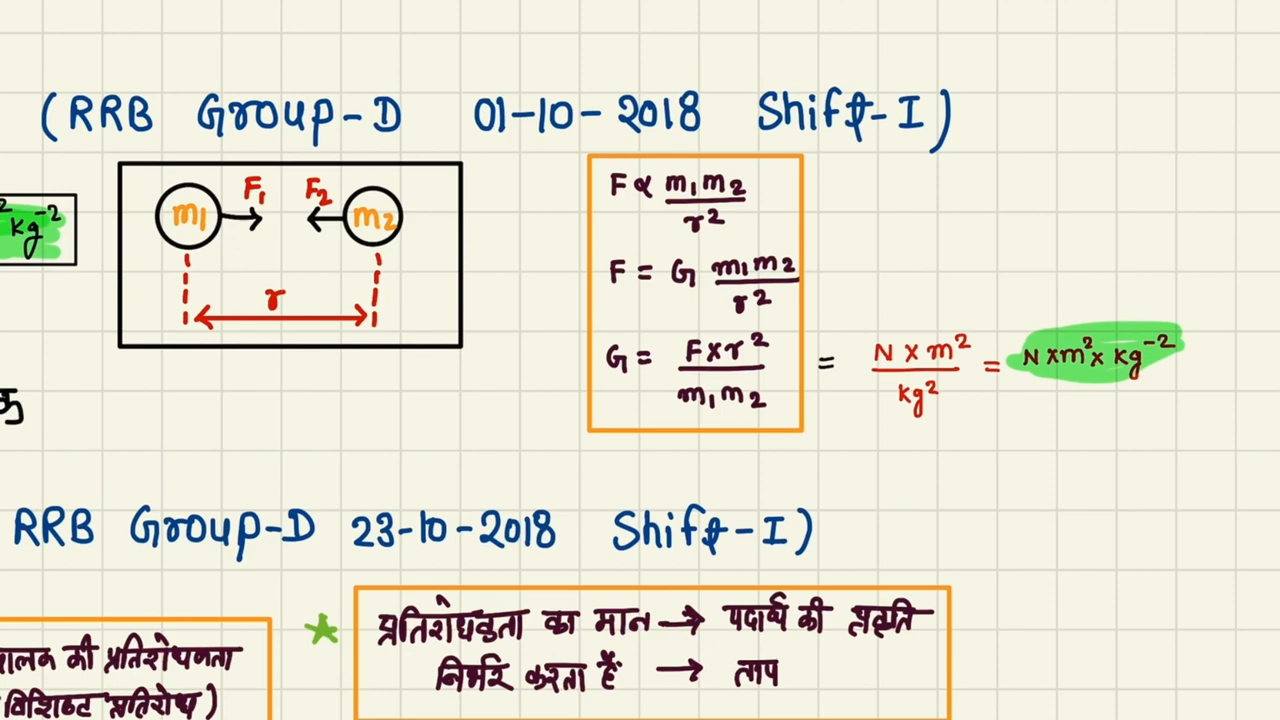 (RRB Group-D 01-10-2018 Shift-I)
F₁ F₂
m₁ m₂
r
² kg⁻²
F ∝ m₁m₂ / r²
F = G m₁m₂ / r²
G = F×r² / m₁m₂ = N×m² / kg² = N×m²×kg⁻²
क
RRB Group-D 23-10-2018 Shift-I)
प्रतिरोधकता का मान → पदार्थ की प्रकृति
निर्भर करता हैं → ताप
ालक की प्रतिरोधकता
विशिष्ट प्रतिरोध)